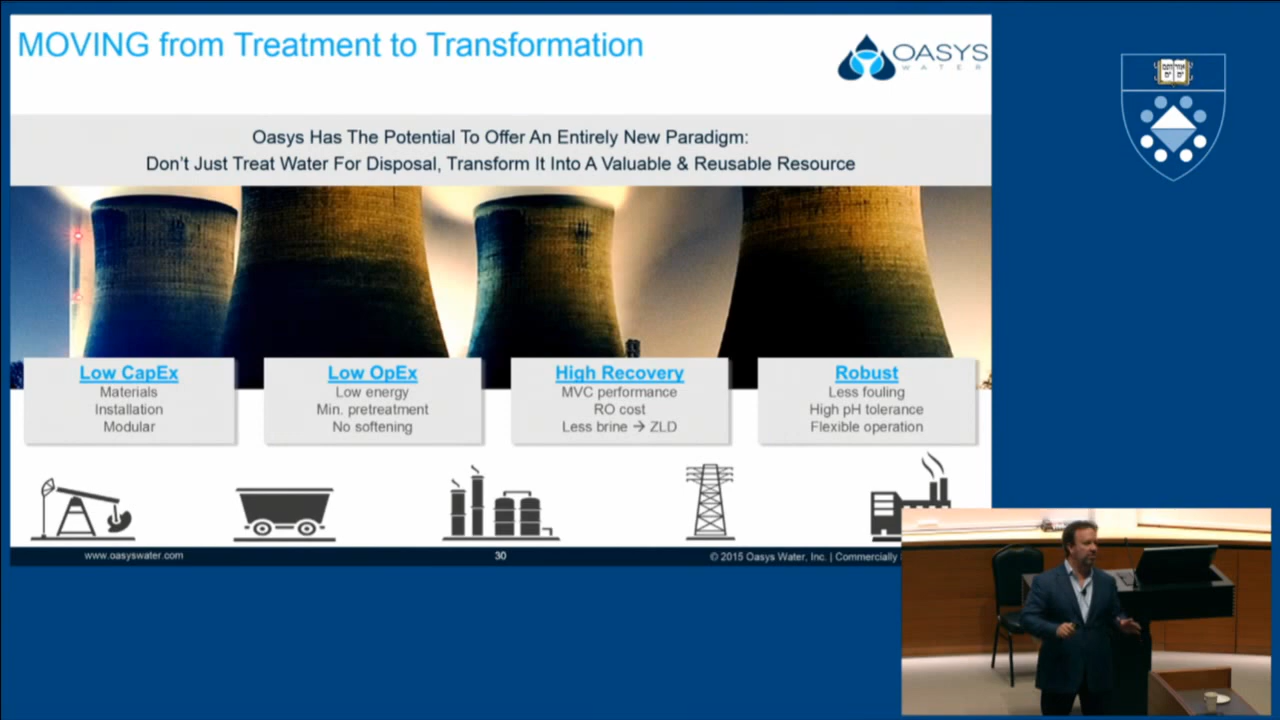 MOVING from Treatment to Transformation
OASYS
WATER
Oasys Has The Potential To Offer An Entirely New Paradigm:
Don't Just Treat Water For Disposal, Transform It Into A Valuable & Reusable Resource
Low CapEx
Materials
Installation
Modular
Low OpEx
Low energy
Min. pretreatment
No softening
High Recovery
MVC performance
RO cost
Less brine → ZLD
Robust
Less fouling
High pH tolerance
Flexible operation
www.oasyswater.com
30
© 2015 Oasys Water, Inc. | Commercially